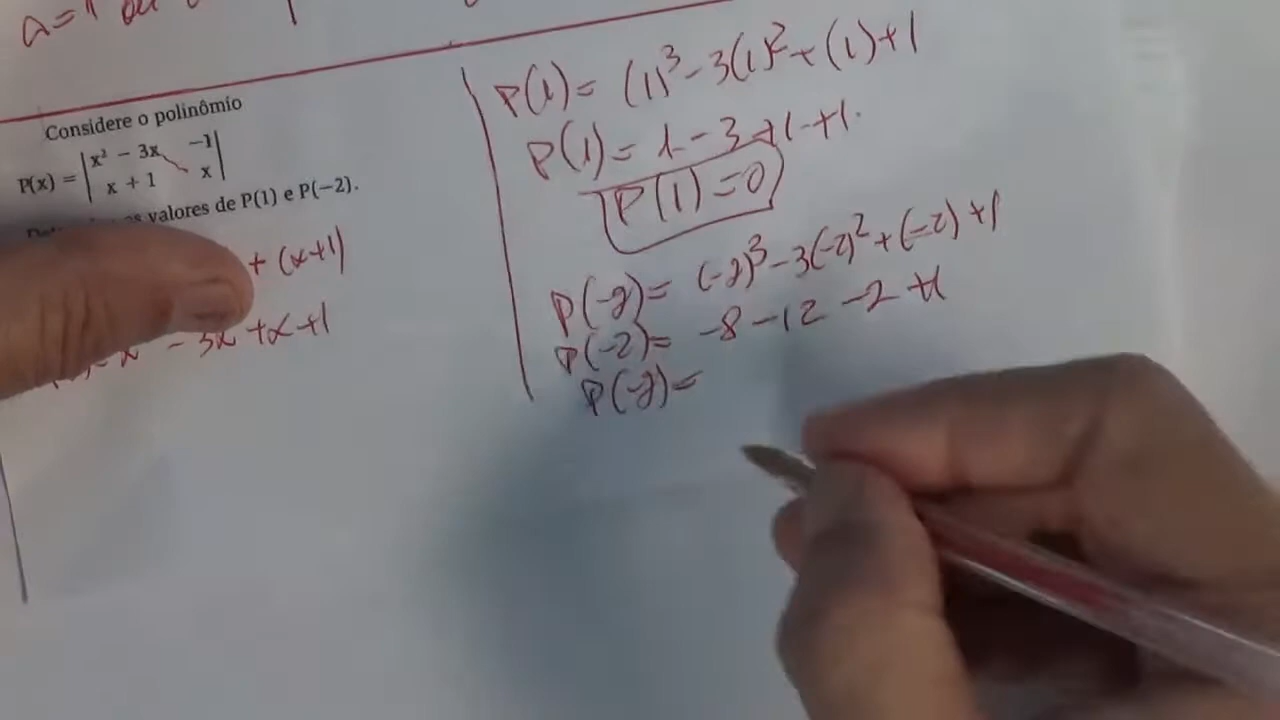 a=
Considere o polinômio
P(x) = |x² − 3x −1|
|x + 1 x|
os valores de P(1) e P(−2).
+ (x+1)
− 3x + x + 1
P(1) = (1)³ − 3(1)² + (1) + 1
P(1) = 1 − 3 + 1 + 1.
P(1) = 0
P(−2) = (−2)³ − 3(−2)² + (−2) + 1
P(−2) = −8 − 12 − 2 + 1
P(−2) =